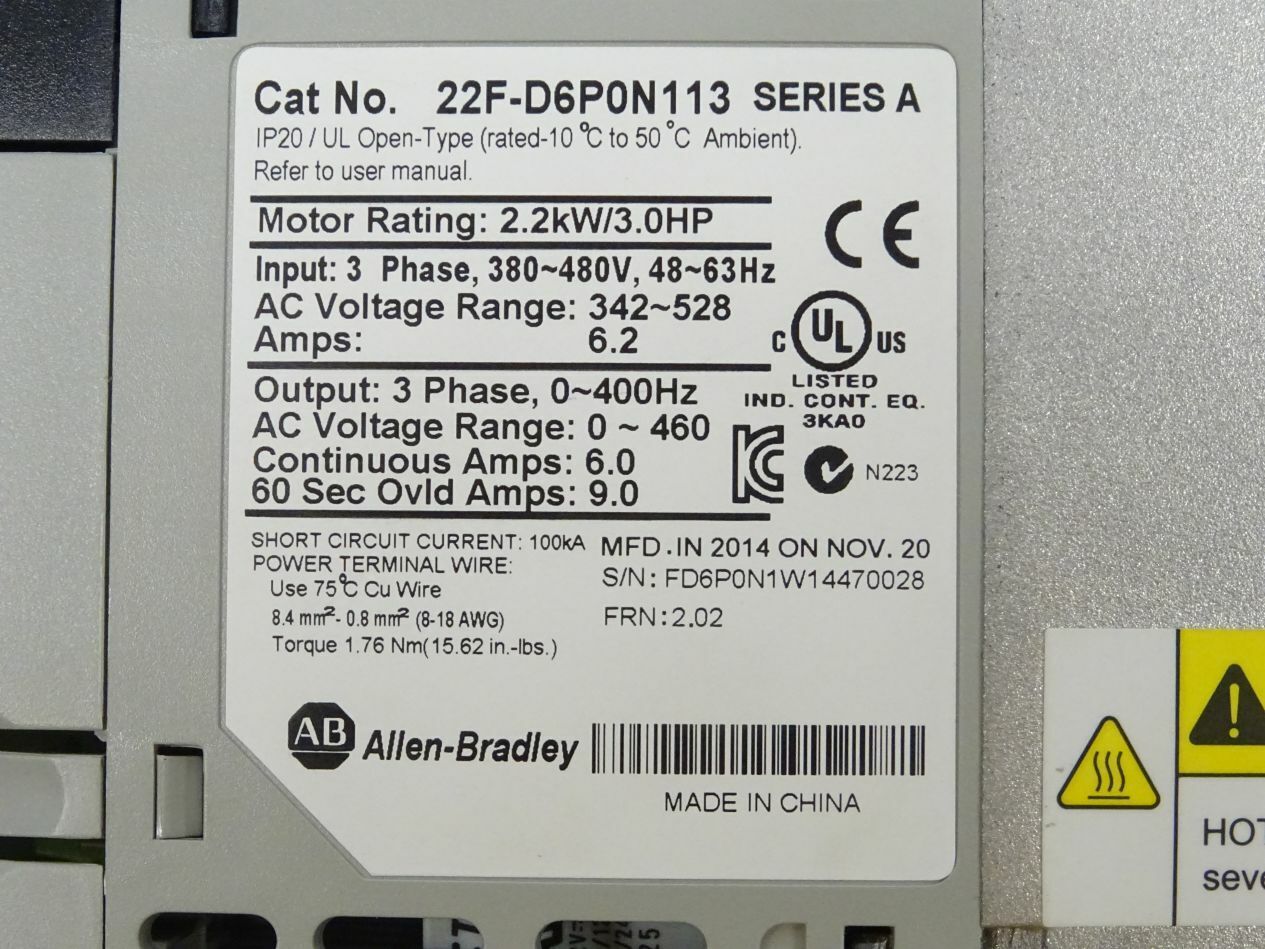 Cat No. 22F-D6P0N113 SERIES A
IP20 / UL Open-Type (rated-10 °C to 50 °C Ambient).
Refer to user manual.
Motor Rating: 2.2kW/3.0HP
Input: 3 Phase, 380~480V, 48~63Hz
AC Voltage Range: 342~528
Amps: 6.2
CE
C UL US
LISTED
IND. CONT. EQ.
3KA0
Output: 3 Phase, 0~400Hz
AC Voltage Range: 0 ~ 460
Continuous Amps: 6.0
60 Sec Ovld Amps: 9.0
N223
SHORT CIRCUIT CURRENT: 100kA
POWER TERMINAL WIRE:
Use 75°C Cu Wire
8.4 mm²- 0.8 mm² (8-18 AWG)
Torque 1.76 Nm(15.62 in.-lbs.)
MFD.IN 2014 ON NOV. 20
S/N: FD6P0N1W14470028
FRN:2.02
AB Allen-Bradley
MADE IN CHINA
HOT
seve